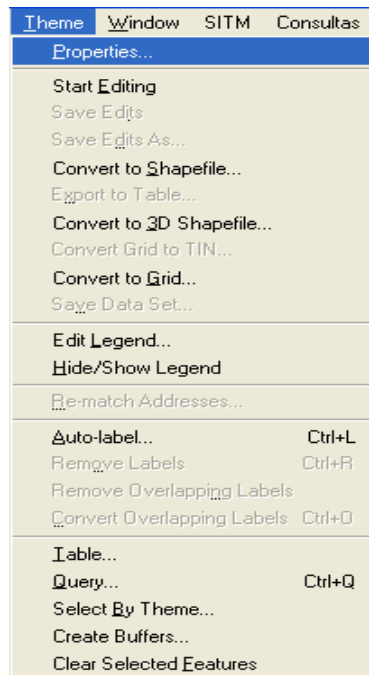 Theme Window SITM Consultas
Properties...
Start Editing
Save Edits
Save Edits As...
Convert to Shapefile...
Export to Table...
Convert to 3D Shapefile...
Convert Grid to TIN...
Convert to Grid...
Save Data Set...
Edit Legend...
Hide/Show Legend
Re-match Addresses...
Auto-label... Ctrl+L
Remove Labels Ctrl+R
Remove Overlapping Labels
Convert Overlapping Labels Ctrl+O
Table...
Query... Ctrl+Q
Select By Theme...
Create Buffers...
Clear Selected Features